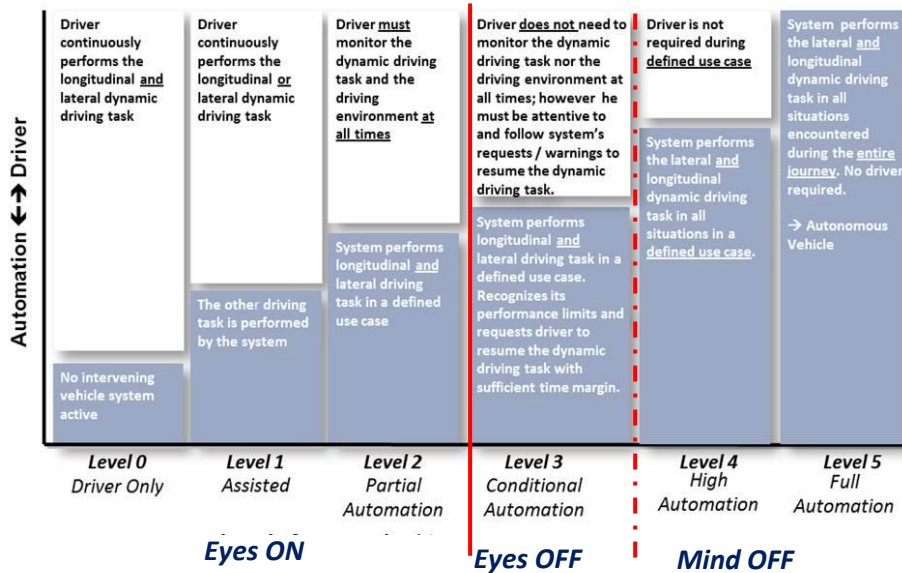 Automation ←→ Driver
Driver
continuously
performs the
longitudinal and
lateral dynamic
driving task
No intervening
vehicle system
active
Driver
continuously
performs the
longitudinal or
lateral dynamic
driving task
The other driving
task is performed
by the system
Driver must
monitor the
dynamic driving
task and the
driving
environment at
all times
System performs
longitudinal and
lateral driving
task in a defined
use case
Driver does not need to
monitor the dynamic
driving task nor the
driving environment at
all times; however he
must be attentive to
and follow system's
requests / warnings to
resume the dynamic
driving task.
System performs
longitudinal and
lateral driving task in a
defined use case.
Recognizes its
performance limits and
requests driver to
resume the dynamic
driving task with
sufficient time margin.
Driver is not
required during
defined use case
System performs
the lateral and
longitudinal
dynamic driving
task in all
situations in a
defined use case.
System performs
the lateral and
longitudinal
dynamic driving
task in all
situations
encountered
during the entire
journey. No driver
required.
→ Autonomous
Vehicle
Level 0
Driver Only
Level 1
Assisted
Level 2
Partial
Automation
Level 3
Conditional
Automation
Level 4
High
Automation
Level 5
Full
Automation
Eyes ON
Eyes OFF
Mind OFF